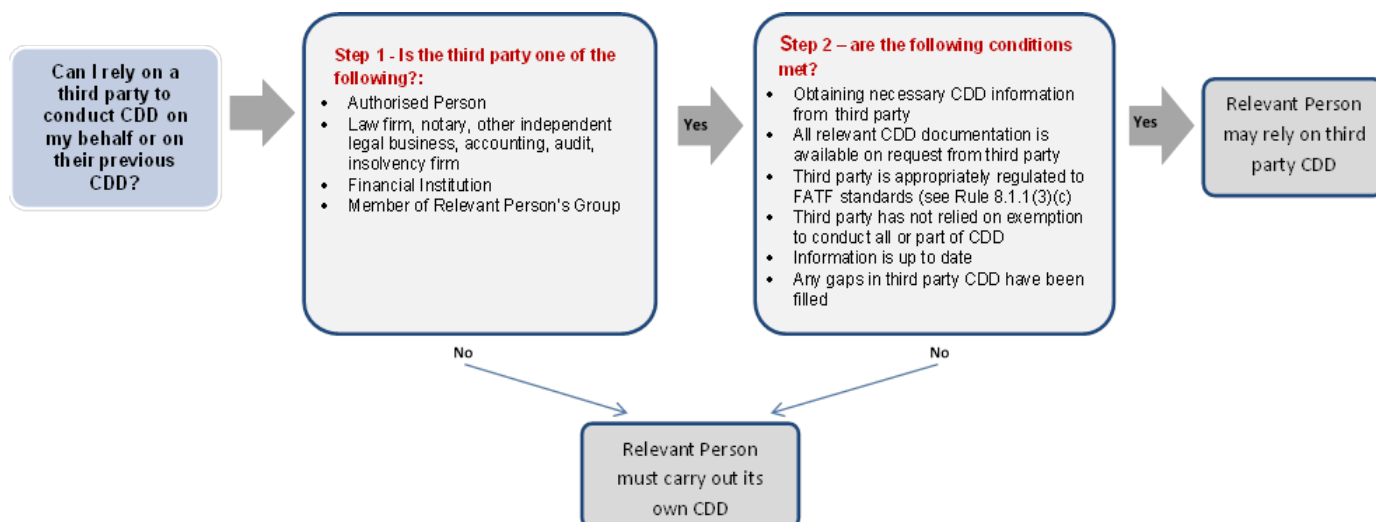 Can I rely on a
third party to
conduct CDD on
my behalf or on
their previous
CDD?
Step 1 - Is the third party one of the
following?:
• Authorised Person
• Law firm, notary, other independent
legal business, accounting, audit,
insolvency firm
• Financial Institution
• Member of Relevant Person's Group
Yes
Step 2 – are the following conditions
met?
• Obtaining necessary CDD information
from third party
• All relevant CDD documentation is
available on request from third party
• Third party is appropriately regulated to
FATF standards (see Rule 8.1.1(3)(c)
• Third party has not relied on exemption
to conduct all or part of CDD
• Information is up to date
• Any gaps in third party CDD have been
filled
Yes
Relevant Person
may rely on third
party CDD
No
No
Relevant Person
must carry out its
own CDD